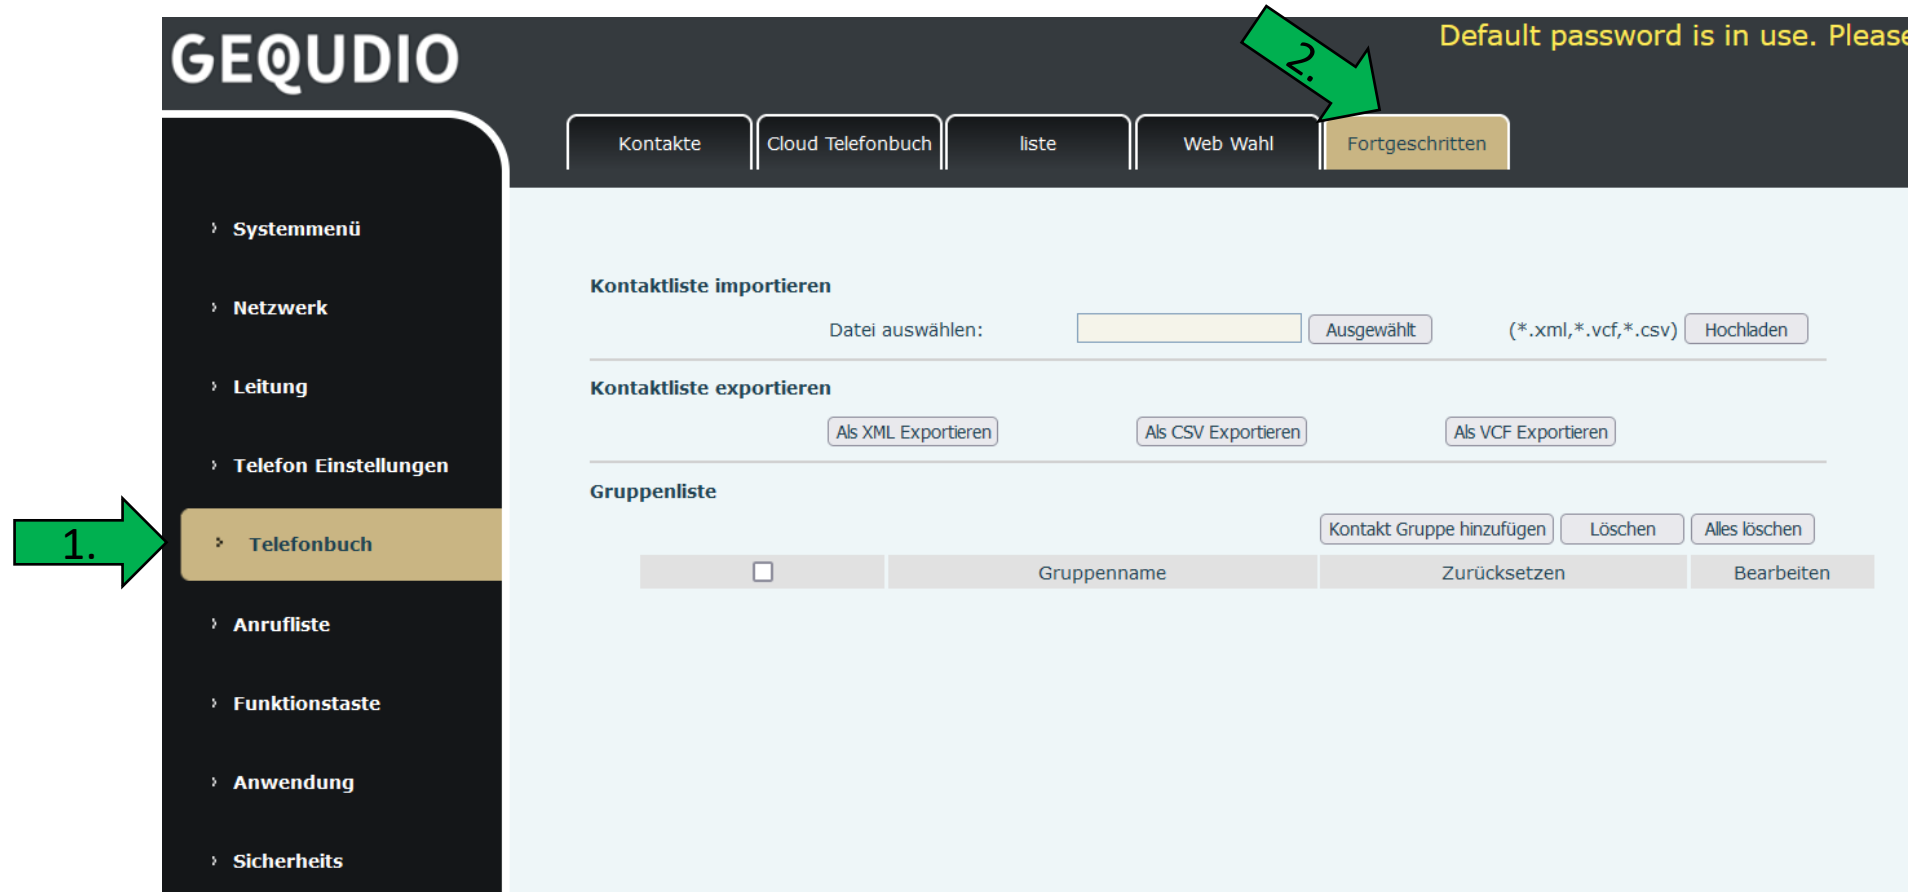 GEQUDIO
2.
Default password is in use. Please
Kontakte
Cloud Telefonbuch
liste
Web Wahl
Fortgeschritten
Systemmenü
Netzwerk
Leitung
Telefon Einstellungen
1.
Telefonbuch
Anrufliste
Funktionstaste
Anwendung
Sicherheits
Kontaktliste importieren
Datei auswählen:
Ausgewählt
(*.xml,*.vcf,*.csv)
Hochladen
Kontaktliste exportieren
Als XML Exportieren
Als CSV Exportieren
Als VCF Exportieren
Gruppenliste
Kontakt Gruppe hinzufügen
Löschen
Alles löschen
Gruppenname
Zurücksetzen
Bearbeiten